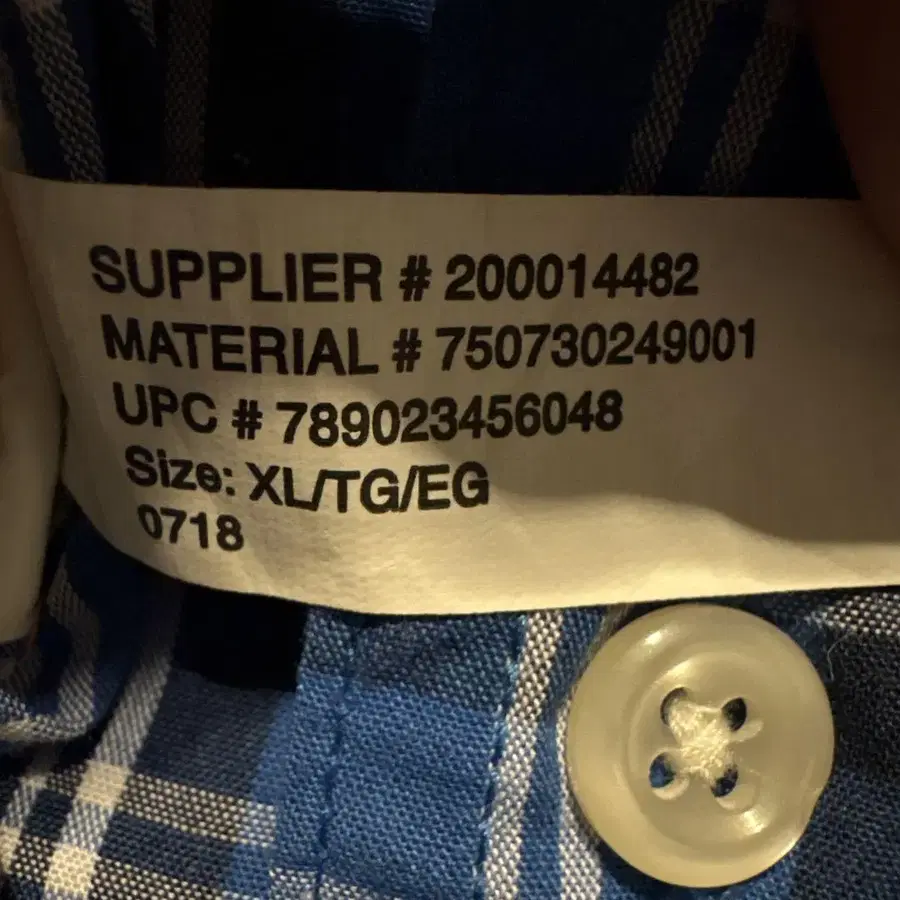 SUPPLIER # 200014482
MATERIAL # 750730249001
UPC # 789023456048
Size: XL/TG/EG
0718